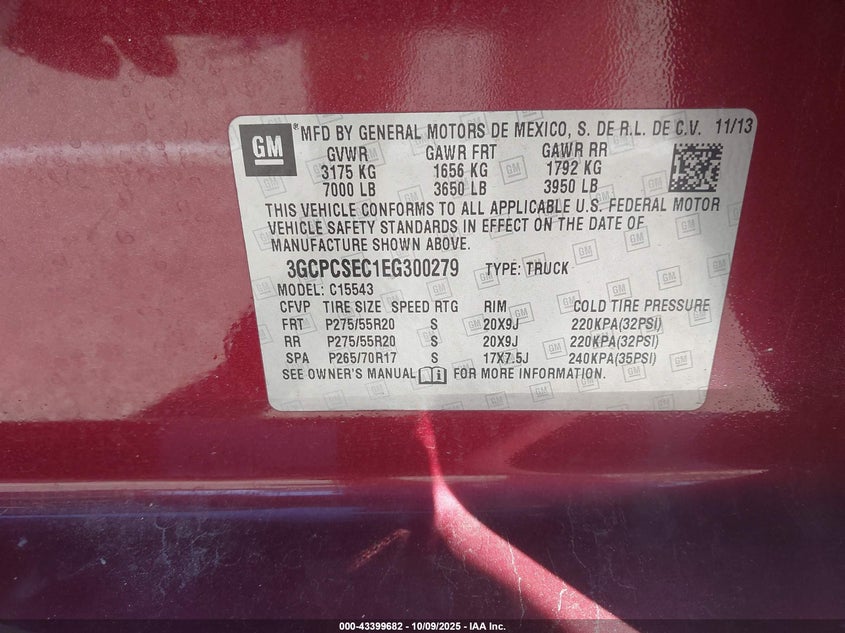 GM ® MFD BY GENERAL MOTORS DE MEXICO, S. DE R.L. DE C.V. 11/13
GVWR GAWR FRT GAWR RR
3175 KG 1656 KG 1792 KG
7000 LB 3650 LB 3950 LB
THIS VEHICLE CONFORMS TO ALL APPLICABLE U.S. FEDERAL MOTOR
VEHICLE SAFETY STANDARDS IN EFFECT ON THE DATE OF
MANUFACTURE SHOWN ABOVE.
3GCPCSEC1EG300279 TYPE: TRUCK
MODEL: C15543
CFVP TIRE SIZE SPEED RTG RIM COLD TIRE PRESSURE
FRT P275/55R20 S 20X9J 220KPA(32PSI)
RR P275/55R20 S 20X9J 220KPA(32PSI)
SPA P265/70R17 S 17X7.5J 240KPA(35PSI)
SEE OWNER'S MANUAL FOR MORE INFORMATION.
000-43399682 - 10/09/2025 - IAA Inc.